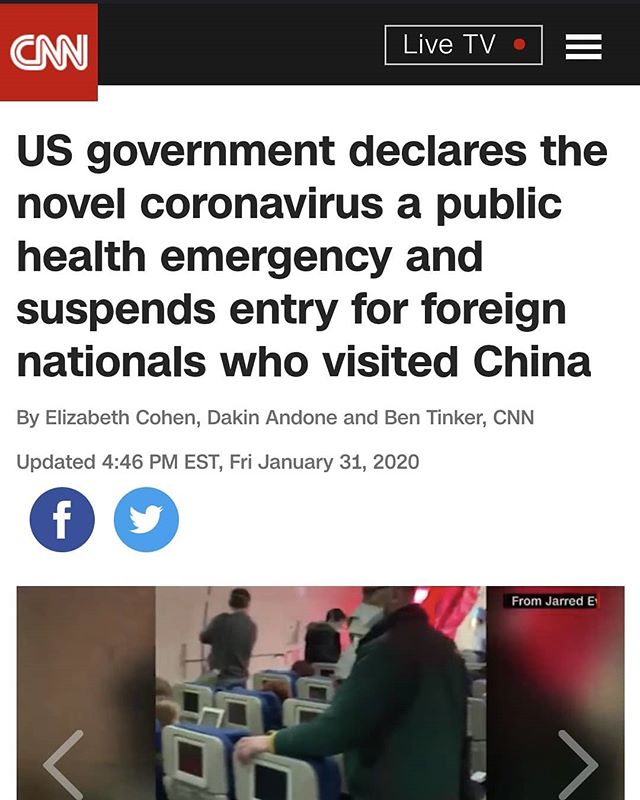 CNN
Live TV
US government declares the
novel coronavirus a public
health emergency and
suspends entry for foreign
nationals who visited China
By Elizabeth Cohen, Dakin Andone and Ben Tinker, CNN
Updated 4:46 PM EST, Fri January 31, 2020
f
From Jarred